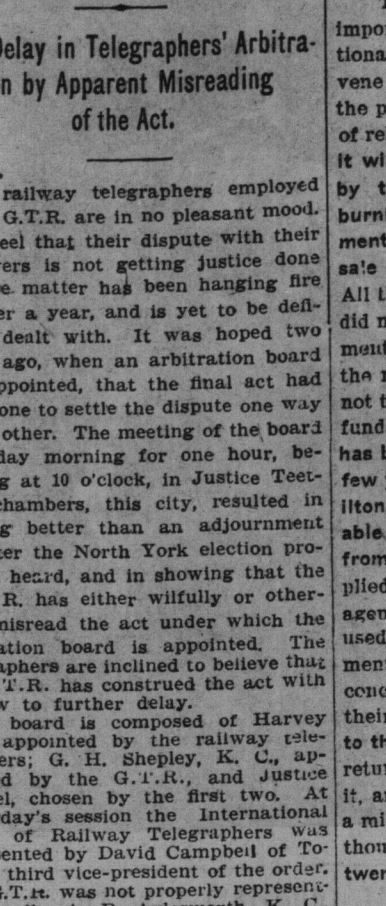 Delay in Telegraphers' Arbitra-
n by Apparent Misreading
of the Act.
railway telegraphers employed
G.T.R. are in no pleasant mood.
eel that their dispute with their
ers is not getting justice done
e matter has been hanging fire
er a year, and is yet to be defi-
dealt with. It was hoped two
ago, when an arbitration board
ppointed, that the final act had
one to settle the dispute one way
other. The meeting of the board
day morning for one hour, be-
g at 10 o'clock, in Justice Teet-
chambers, this city, resulted in
g better than an adjournment
ter the North York election pro-
heard, and in showing that the
R. has either wilfully or other-
misread the act under which the
ation board is appointed. The
aphers are inclined to believe that
.T.R. has construed the act with
w to further delay.
board is composed of Harvey
appointed by the railway tele-
ers; G. H. Shepley, K. C., ap-
ed by the G.T.R., and Justice
el, chosen by the first two. At
day's session the International
of Railway Telegraphers was
ented by David Campbell of To-
third vice-president of the order.
G.T.R. was not properly represent-
K. C.
impo
tiona
vene
the p
of re
it wi
by t
burn
ment
sale
All t
did n
ment
the
not t
fund
has b
few
ilton
able
from
plied
agen
used
men
conc
thei
to th
retu
it, a
a mi
thou
twer